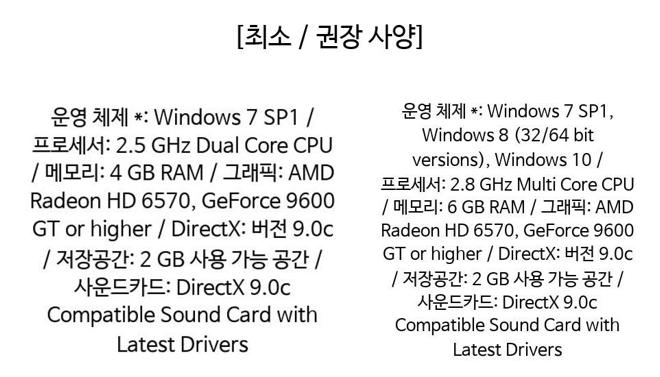 [최소 / 권장 사양]
운영 체제 *: Windows 7 SP1 /
프로세서: 2.5 GHz Dual Core CPU
/ 메모리: 4 GB RAM / 그래픽: AMD
Radeon HD 6570, GeForce 9600
GT or higher / DirectX: 버전 9.0c
/ 저장공간: 2 GB 사용 가능 공간 /
사운드카드: DirectX 9.0c
Compatible Sound Card with
Latest Drivers
운영 체제 *: Windows 7 SP1,
Windows 8 (32/64 bit
versions), Windows 10 /
프로세서: 2.8 GHz Multi Core CPU
/ 메모리: 6 GB RAM / 그래픽: AMD
Radeon HD 6570, GeForce 9600
GT or higher / DirectX: 버전 9.0c
/ 저장공간: 2 GB 사용 가능 공간 /
사운드카드: DirectX 9.0c
Compatible Sound Card with
Latest Drivers